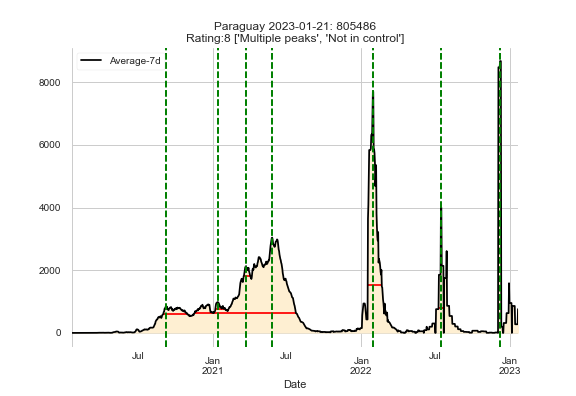 Paraguay 2023-01-21: 805486
Rating:8 ['Multiple peaks', 'Not in control']
Average-7d
8000
6000
4000
2000
0
Jul
Jan
2021
Jul
Jan
2022
Jul
Jan
2023
Date